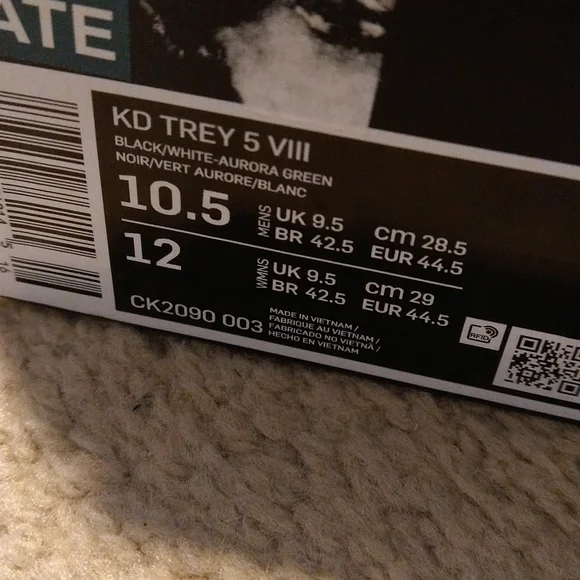 ATE
KD TREY 5 VIII
BLACK/WHITE-AURORA GREEN
NOIR/VERT AURORE/BLANC
10.5 MENS UK 9.5 cm 28.5
BR 42.5 EUR 44.5
12 WMNS UK 9.5 cm 29
BR 42.5 EUR 44.5
CK2090 003
MADE IN VIETNAM /
FABRIQUE AU VIETNAM /
FABRICADO NO VIETNÃ /
HECHO EN VIETNAM
RFID